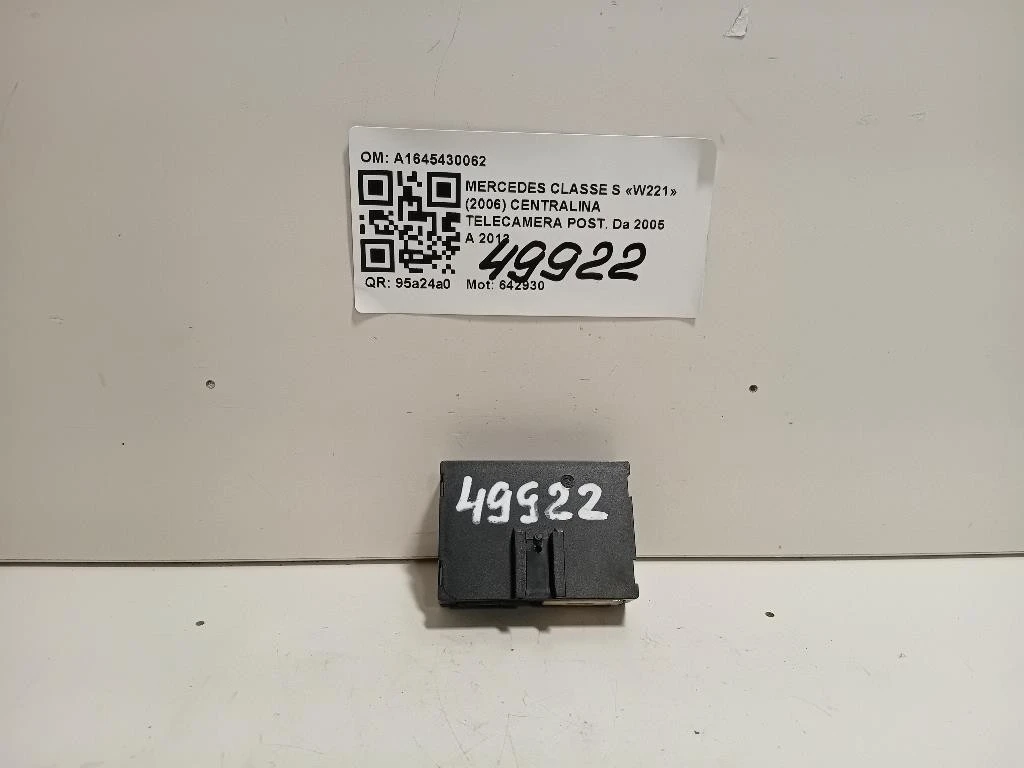 OM: A1645430062
MERCEDES CLASSE S «W221»
(2006) CENTRALINA
TELECAMERA POST. Da 2005
A 2013
49922
QR: 95a24a0 Mot: 642930
49922